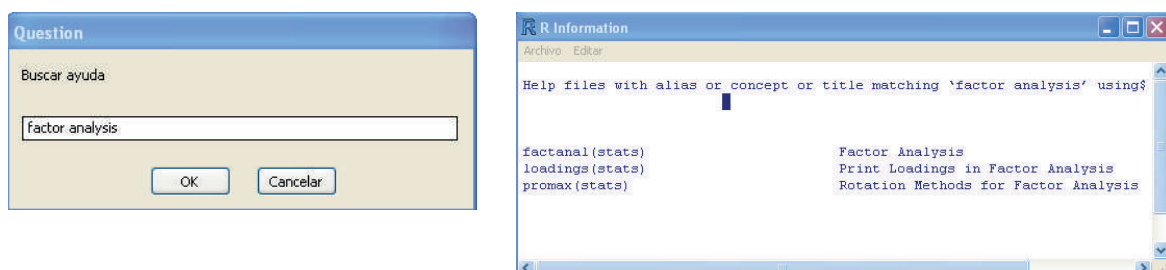 Question
Buscar ayuda
factor analysis
OK Cancelar
R R Information
Archivo Editar
Help files with alias or concept or title matching ‘factor analysis’ using$
factanal(stats) Factor Analysis
loadings(stats) Print Loadings in Factor Analysis
promax(stats) Rotation Methods for Factor Analysis